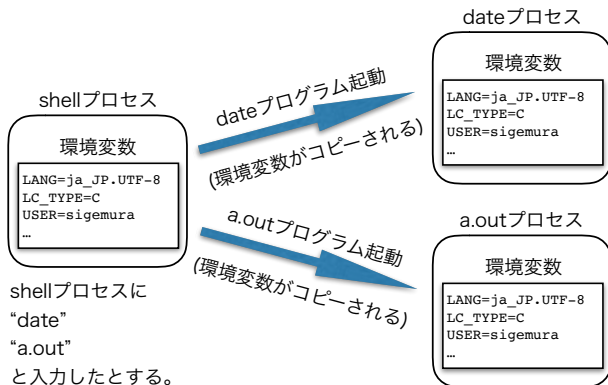 shellプロセス
環境変数
LANG=ja_JP.UTF-8
LC_TYPE=C
USER=sigemura
…
shellプロセスに
“date”
“a.out”
と入力したとする。
dateプログラム起動
(環境変数がコピーされる)
a.outプログラム起動
(環境変数がコピーされる)
dateプロセス
環境変数
LANG=ja_JP.UTF-8
LC_TYPE=C
USER=sigemura
…
a.outプロセス
環境変数
LANG=ja_JP.UTF-8
LC_TYPE=C
USER=sigemura
…